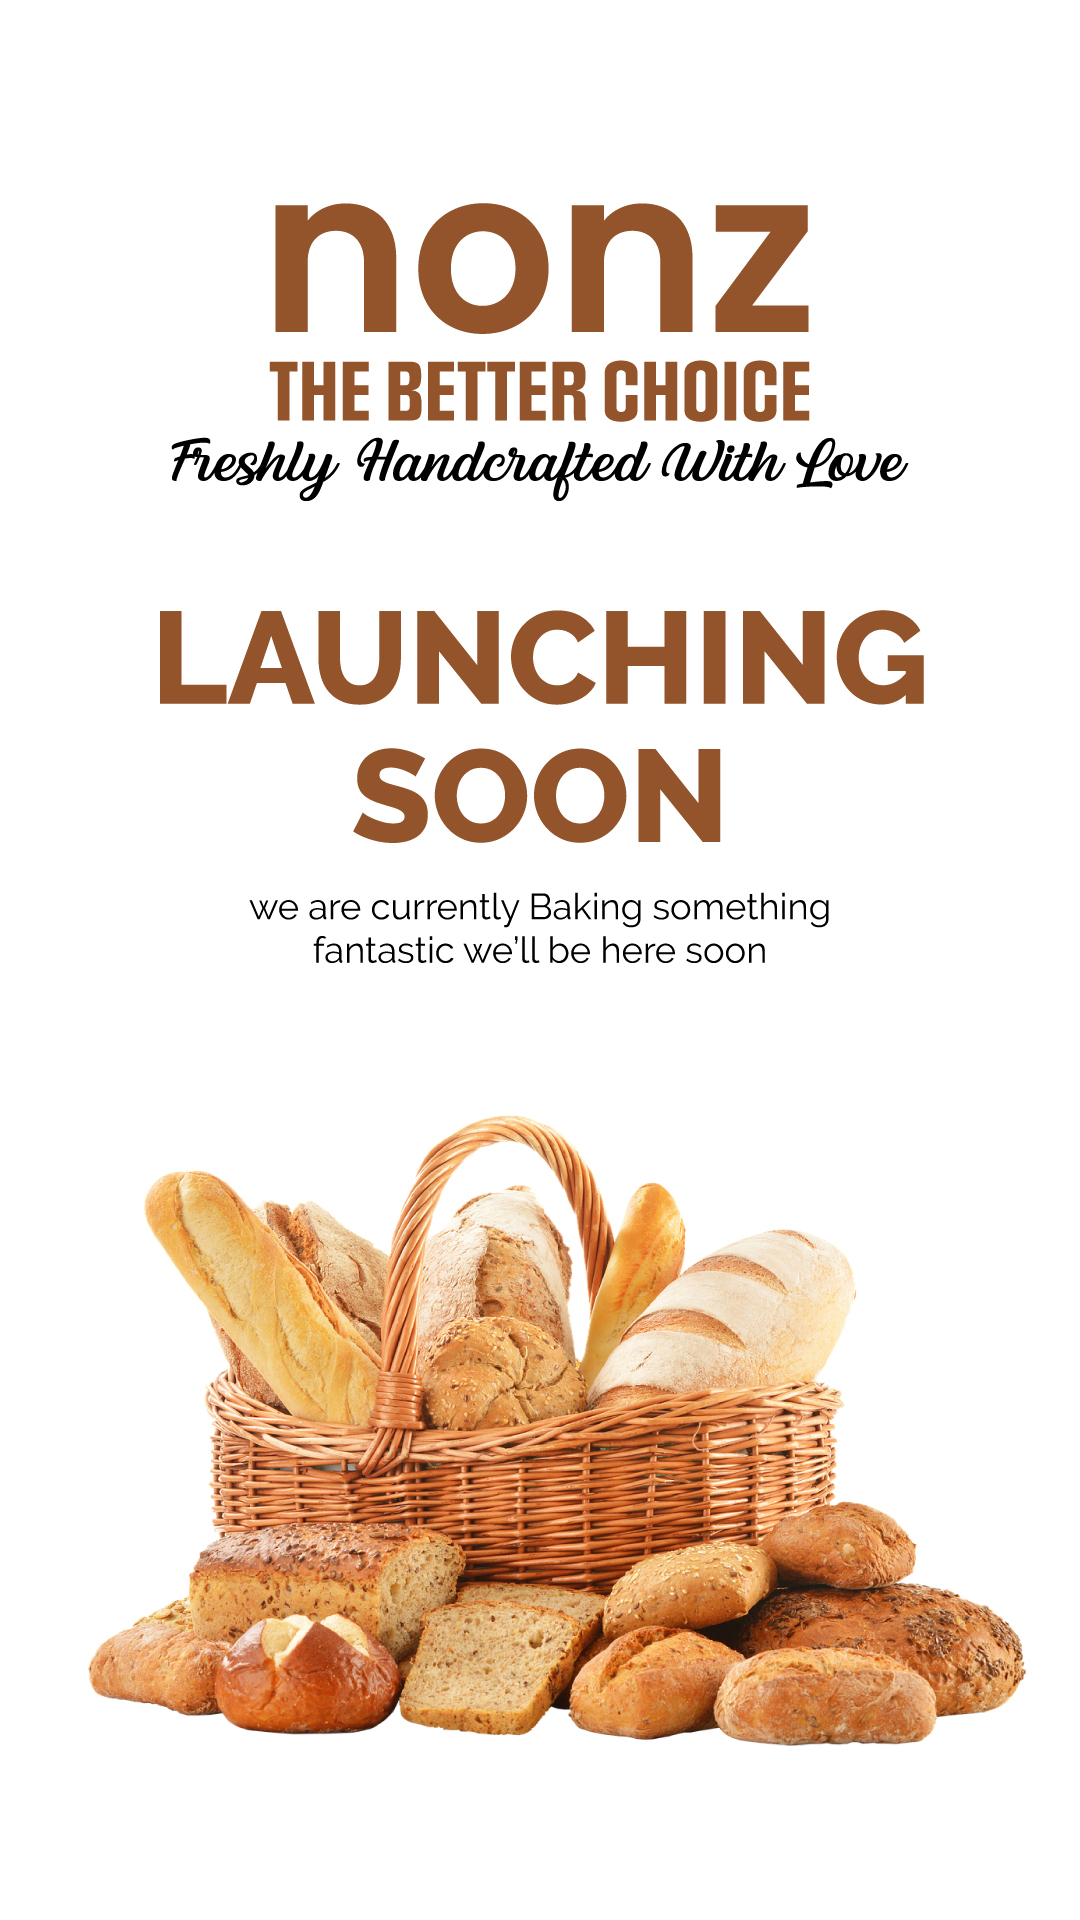 nonz
THE BETTER CHOICE
Freshly Handcrafted With Love
LAUNCHING
SOON
we are currently Baking something
fantastic we’ll be here soon